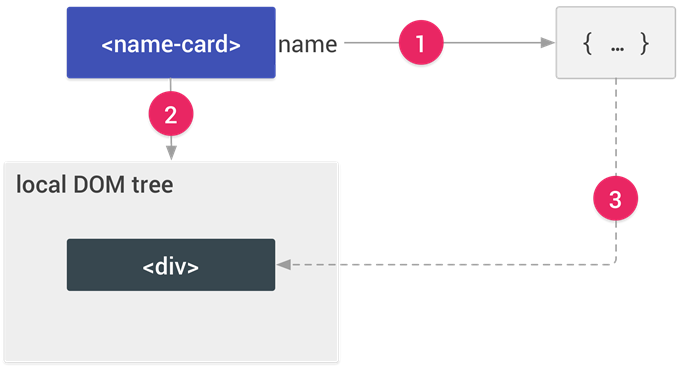 <name-card> name 1 { … }
2
local DOM tree
3
<div>